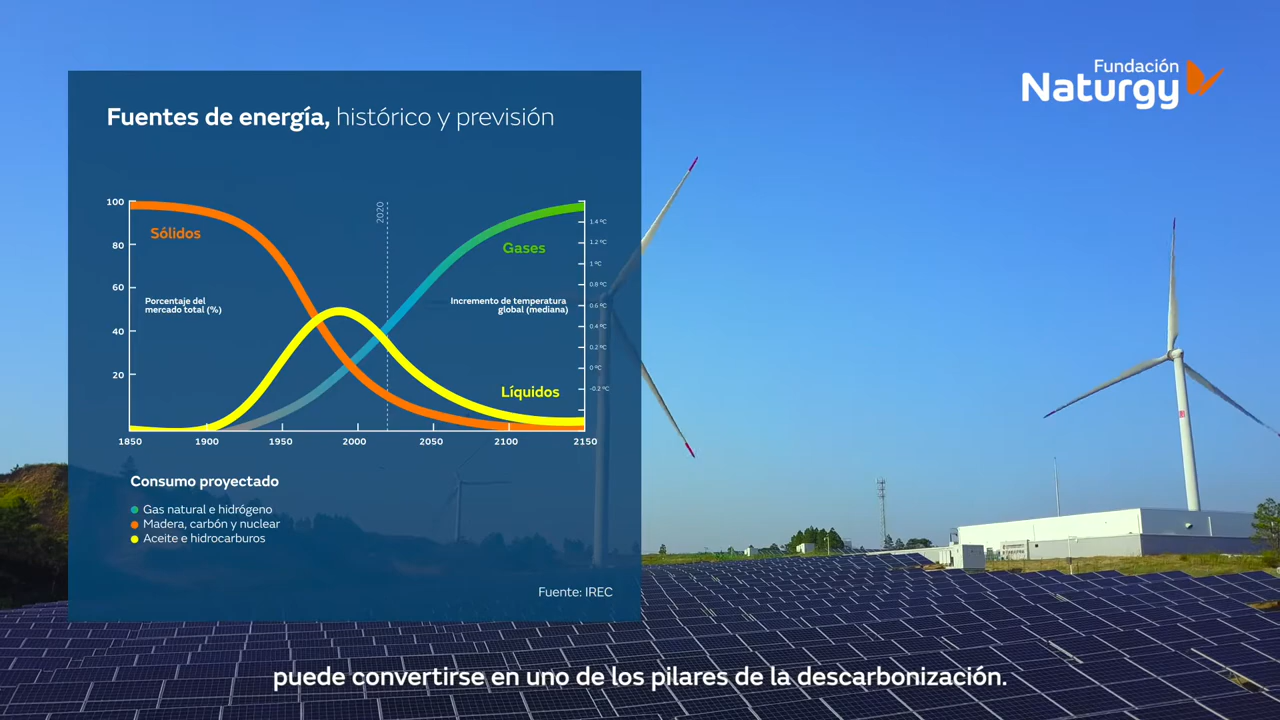 Fundación
Naturgy
Fuentes de energía, histórico y previsión
100
80
60
40
20
Sólidos
Porcentaje del
mercado total (%)
2020
Gases
Incremento de temperatura
global (mediana)
Líquidos
1.4 ºC
1.2 ºC
1 ºC
0.8 ºC
0.6 ºC
0.4 ºC
0.2 ºC
0 ºC
-0.2 ºC
1850
1900
1950
2000
2050
2100
2150
Consumo proyectado
Gas natural e hidrógeno
Madera, carbón y nuclear
Aceite e hidrocarburos
Fuente: IREC
puede convertirse en uno de los pilares de la descarbonización.